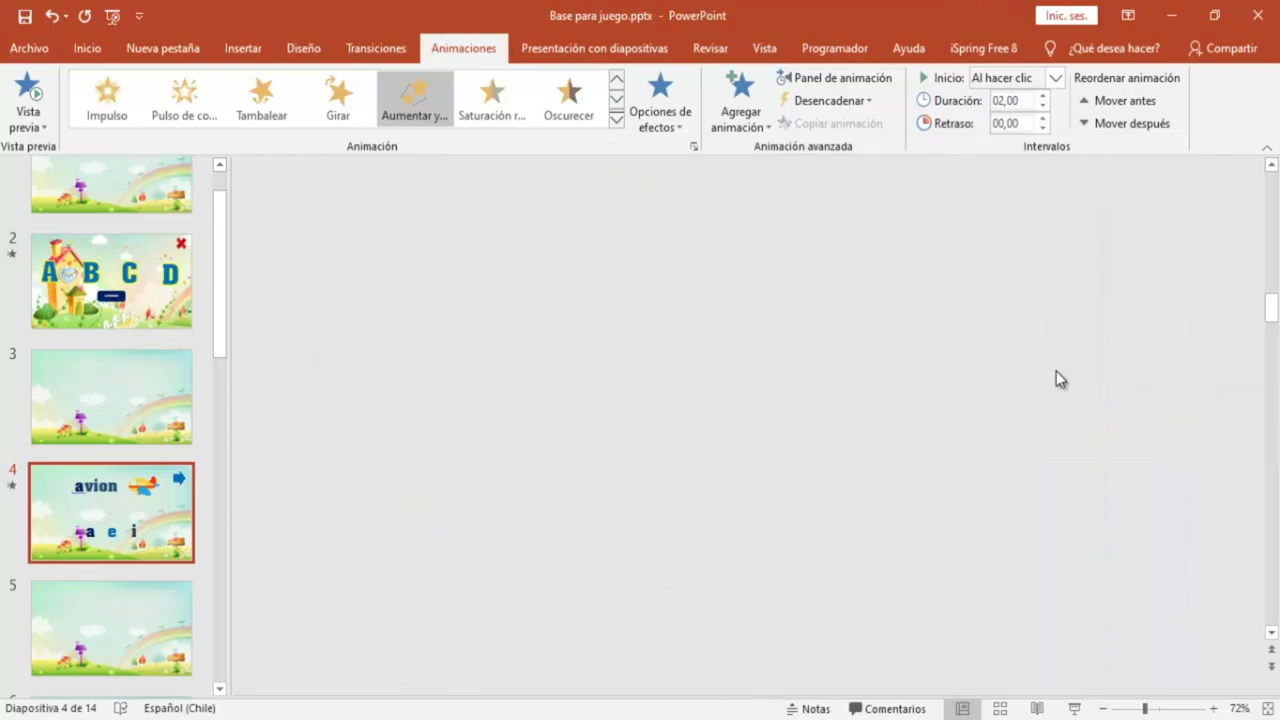 Base para juego.pptx - PowerPoint
Inic. ses.
Archivo Inicio Nueva pestaña Insertar Diseño Transiciones Animaciones Presentación con diapositivas Revisar Vista Programador Ayuda iSpring Free 8 ¿Qué desea hacer? Compartir
Vista previa
Impulso
Pulso de co...
Tambalear
Girar
Aumentar y...
Saturación r...
Oscurecer
Opciones de efectos
Agregar animación
Panel de animación
Desencadenar
Copiar animación
Inicio: Al hacer clic
Duración: 02,00
Retraso: 00,00
Reordenar animación
Mover antes
Mover después
Vista previa Animación Animación avanzada Intervalos
2
A B C D
3
4
avion
a e i
5
Diapositiva 4 de 14 Español (Chile) Notas Comentarios 72%